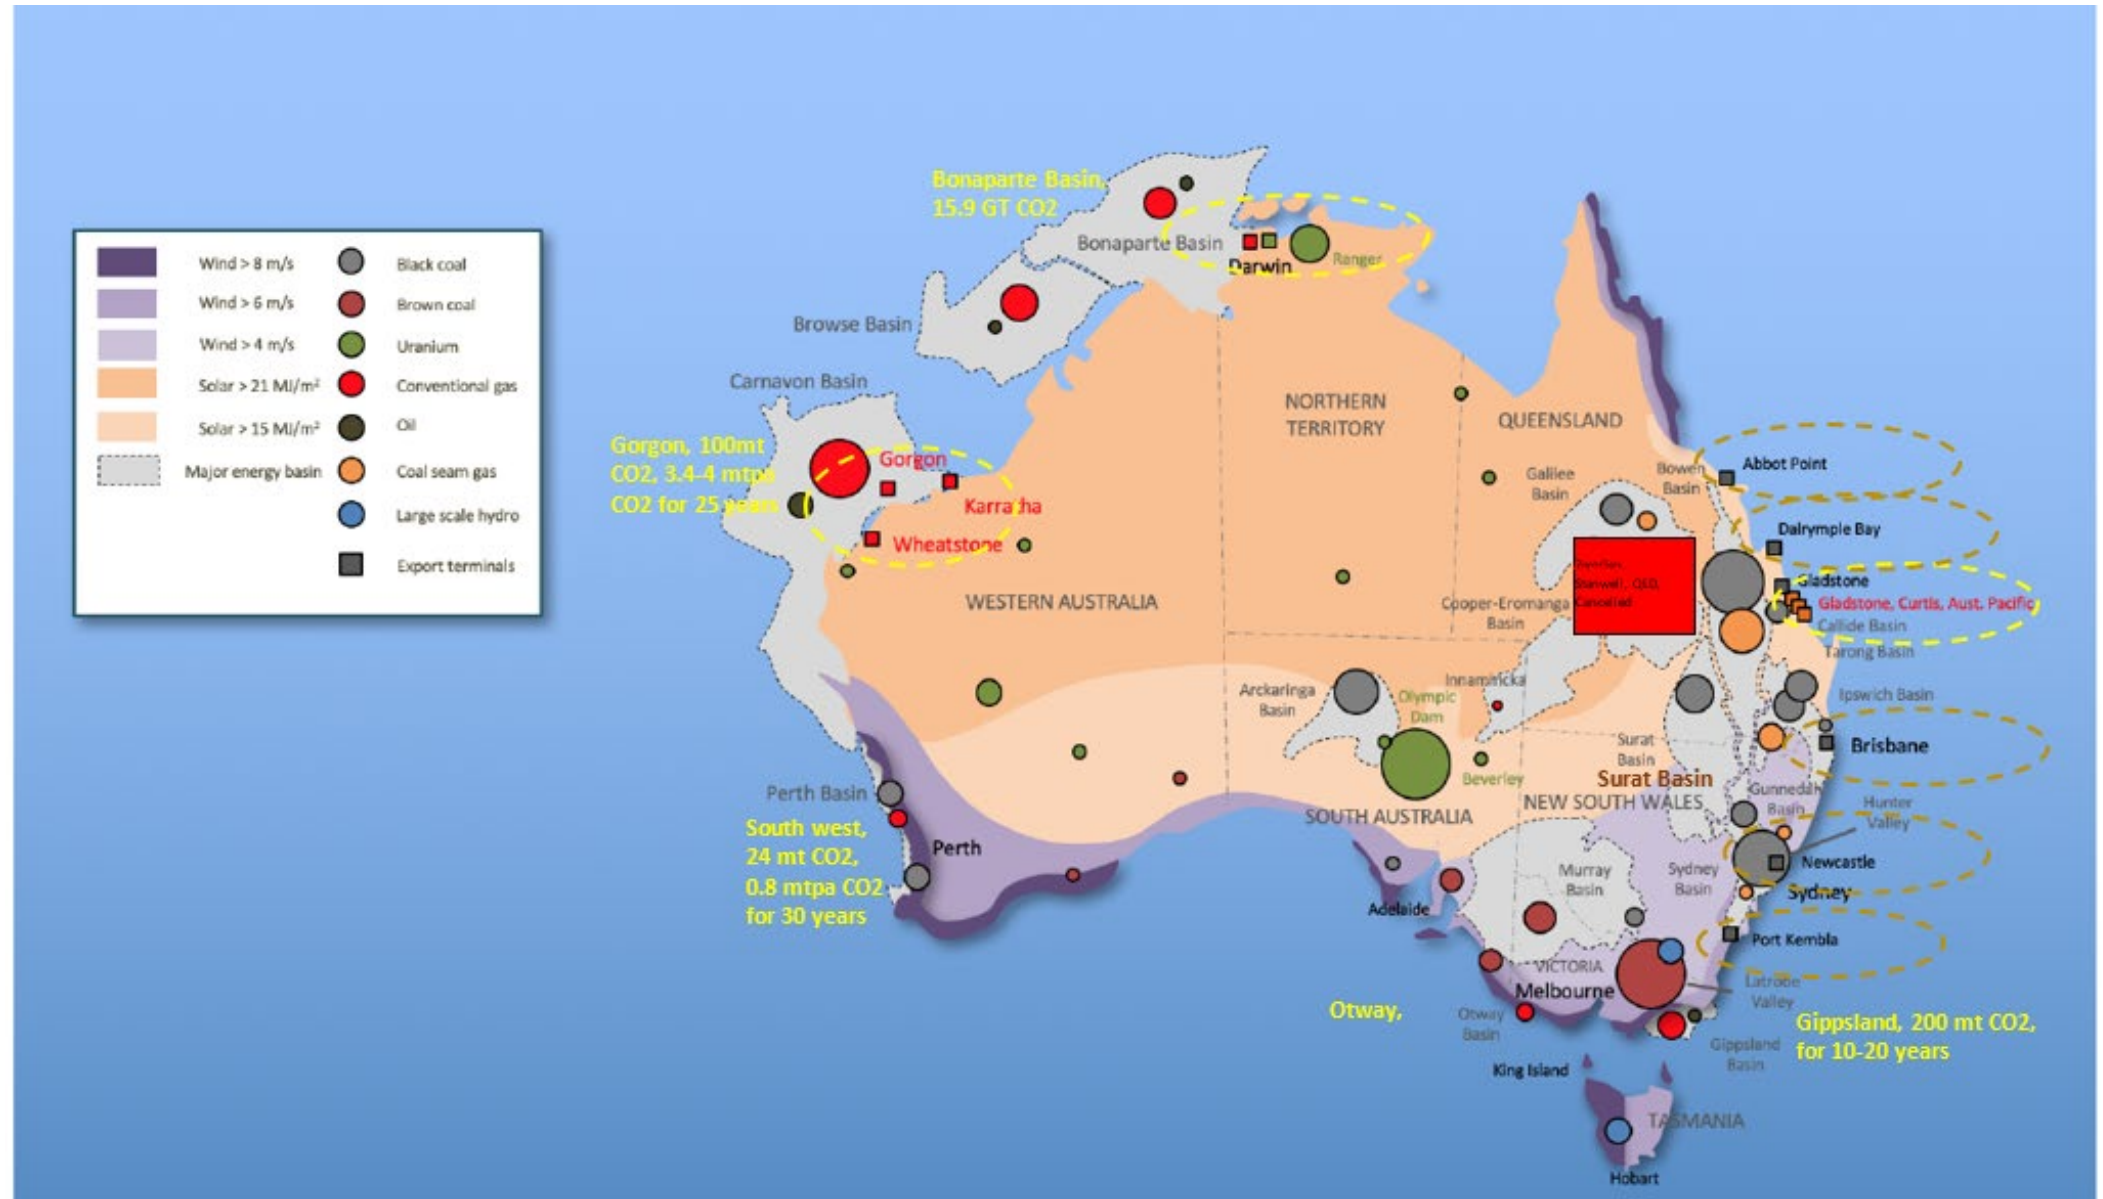 Wind > 8 m/s
Black coal
Wind > 6 m/s
Brown coal
Wind > 4 m/s
Uranium
Solar > 21 MJ/m²
Conventional gas
Solar > 15 MJ/m²
Oil
Major energy basin
Coal seam gas
Large scale hydro
Export terminals
Bonaparte Basin,
15.9 GT CO2
Bonaparte Basin
Darwin
Ranger
Browse Basin
Carnavon Basin
Gorgon, 100mt
CO2, 3.4-4 mtpa
CO2 for 25 years
Gorgon
Karratha
Wheatstone
WESTERN AUSTRALIA
NORTHERN
TERRITORY
QUEENSLAND
Galilee
Basin
Bowen
Basin
Abbot Point
Dalrymple Bay
Gladstone
Gladstone, Curtis, Aust. Pacific
Callide Basin
Tarong Basin
Stanwell, QLD,
Cancelled
Cooper-Eromanga
Basin
Ipswich Basin
Brisbane
Arckaringa
Basin
Innamincka
Olympic
Dam
Beverley
Surat
Basin
Surat Basin
Gunnedah
Basin
Hunter
Valley
NEW SOUTH WALES
SOUTH AUSTRALIA
Perth Basin
South west,
24 mt CO2,
0.8 mtpa CO2
for 30 years
Perth
Murray
Basin
Sydney
Basin
Newcastle
Sydney
Adelaide
Port Kembla
VICTORIA
Melbourne
Latrobe
Valley
Otway,
Otway
Basin
Gippsland, 200 mt CO2,
for 10-20 years
Gippsland
Basin
King Island
TASMANIA
Hobart